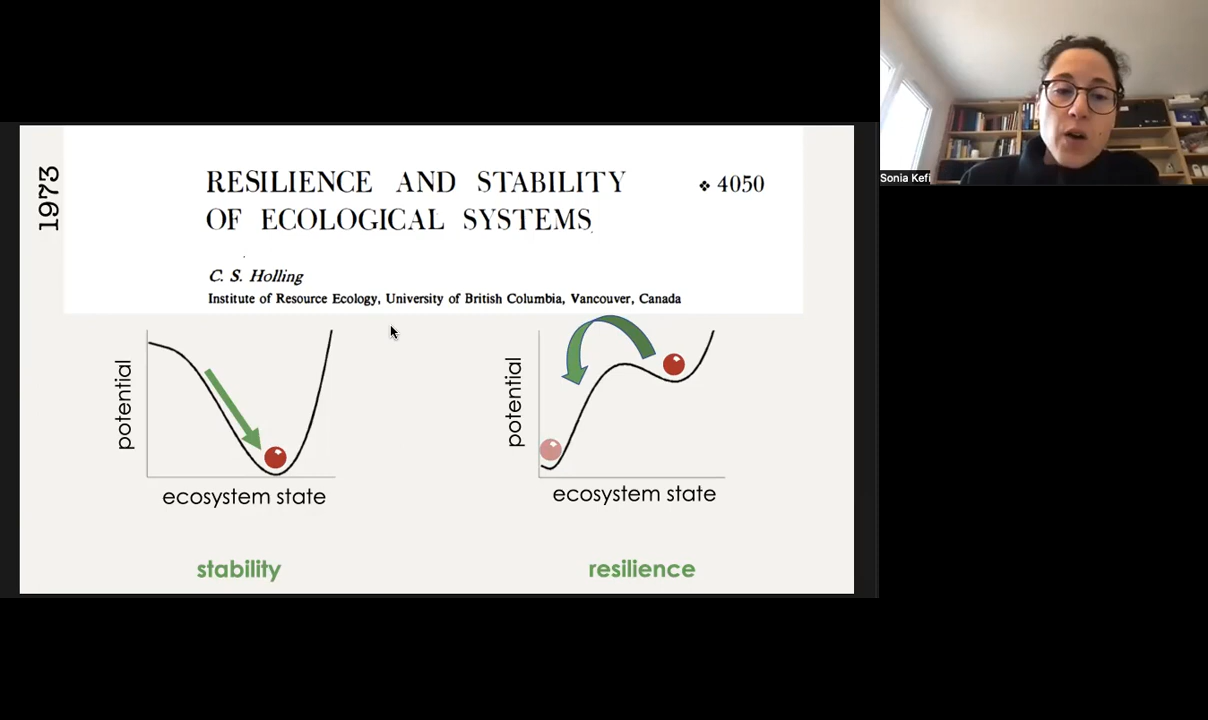 1973
RESILIENCE AND STABILITY
OF ECOLOGICAL SYSTEMS
❖ 4050
C. S. Holling
Institute of Resource Ecology, University of British Columbia, Vancouver, Canada
potential
ecosystem state
stability
potential
ecosystem state
resilience
Sonia Kefi